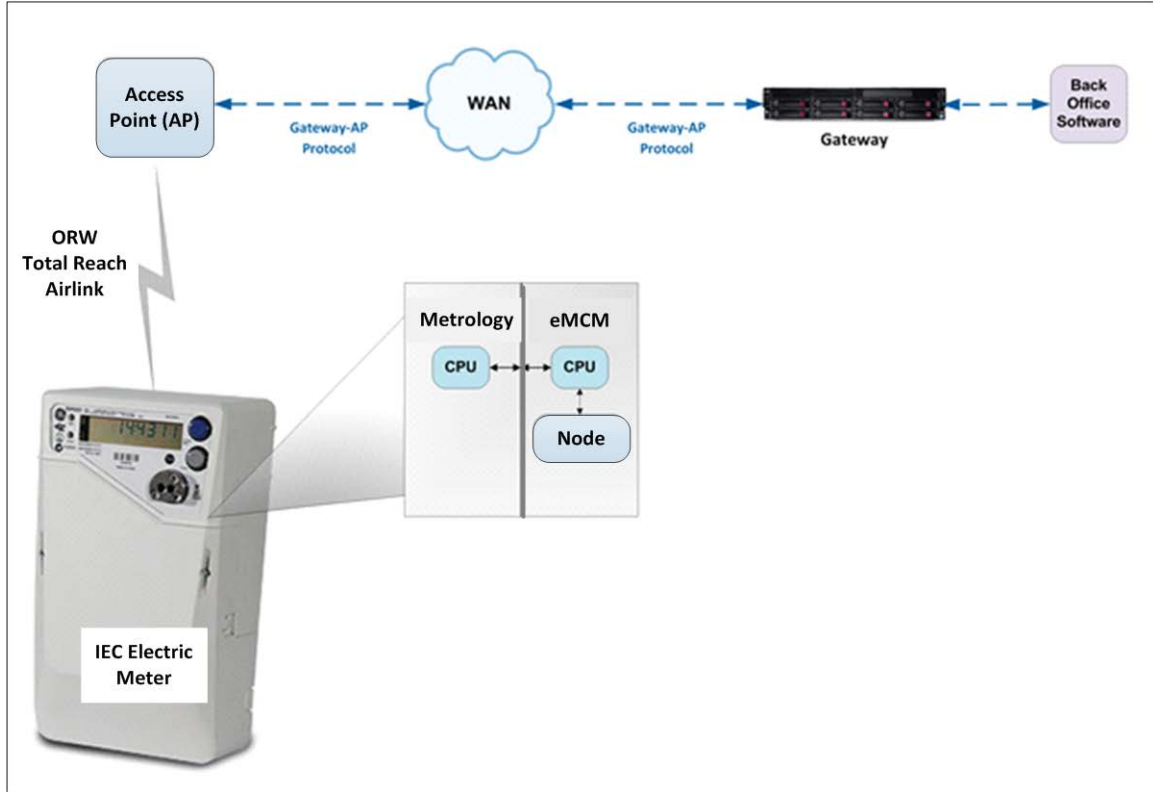 Access
Point (AP)
WAN
Back
Office
Software
Gateway-AP
Protocol
Gateway-AP
Protocol
Gateway
ORW
Total Reach
Airlink
Metrology
eMCM
CPU
CPU
Node
IEC Electric
Meter